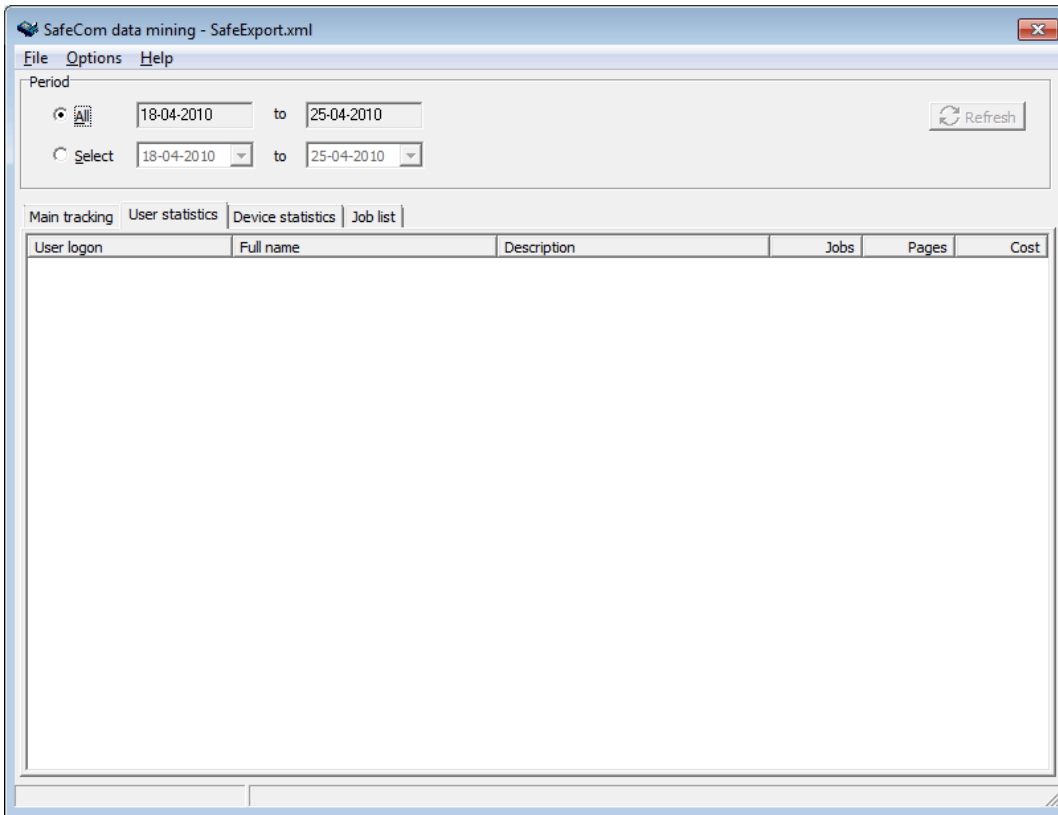 SafeCom data mining - SafeExport.xml
File Options Help
Period
All 18-04-2010 to 25-04-2010 Refresh
Select 18-04-2010 to 25-04-2010
Main tracking User statistics Device statistics Job list
User logon Full name Description Jobs Pages Cost